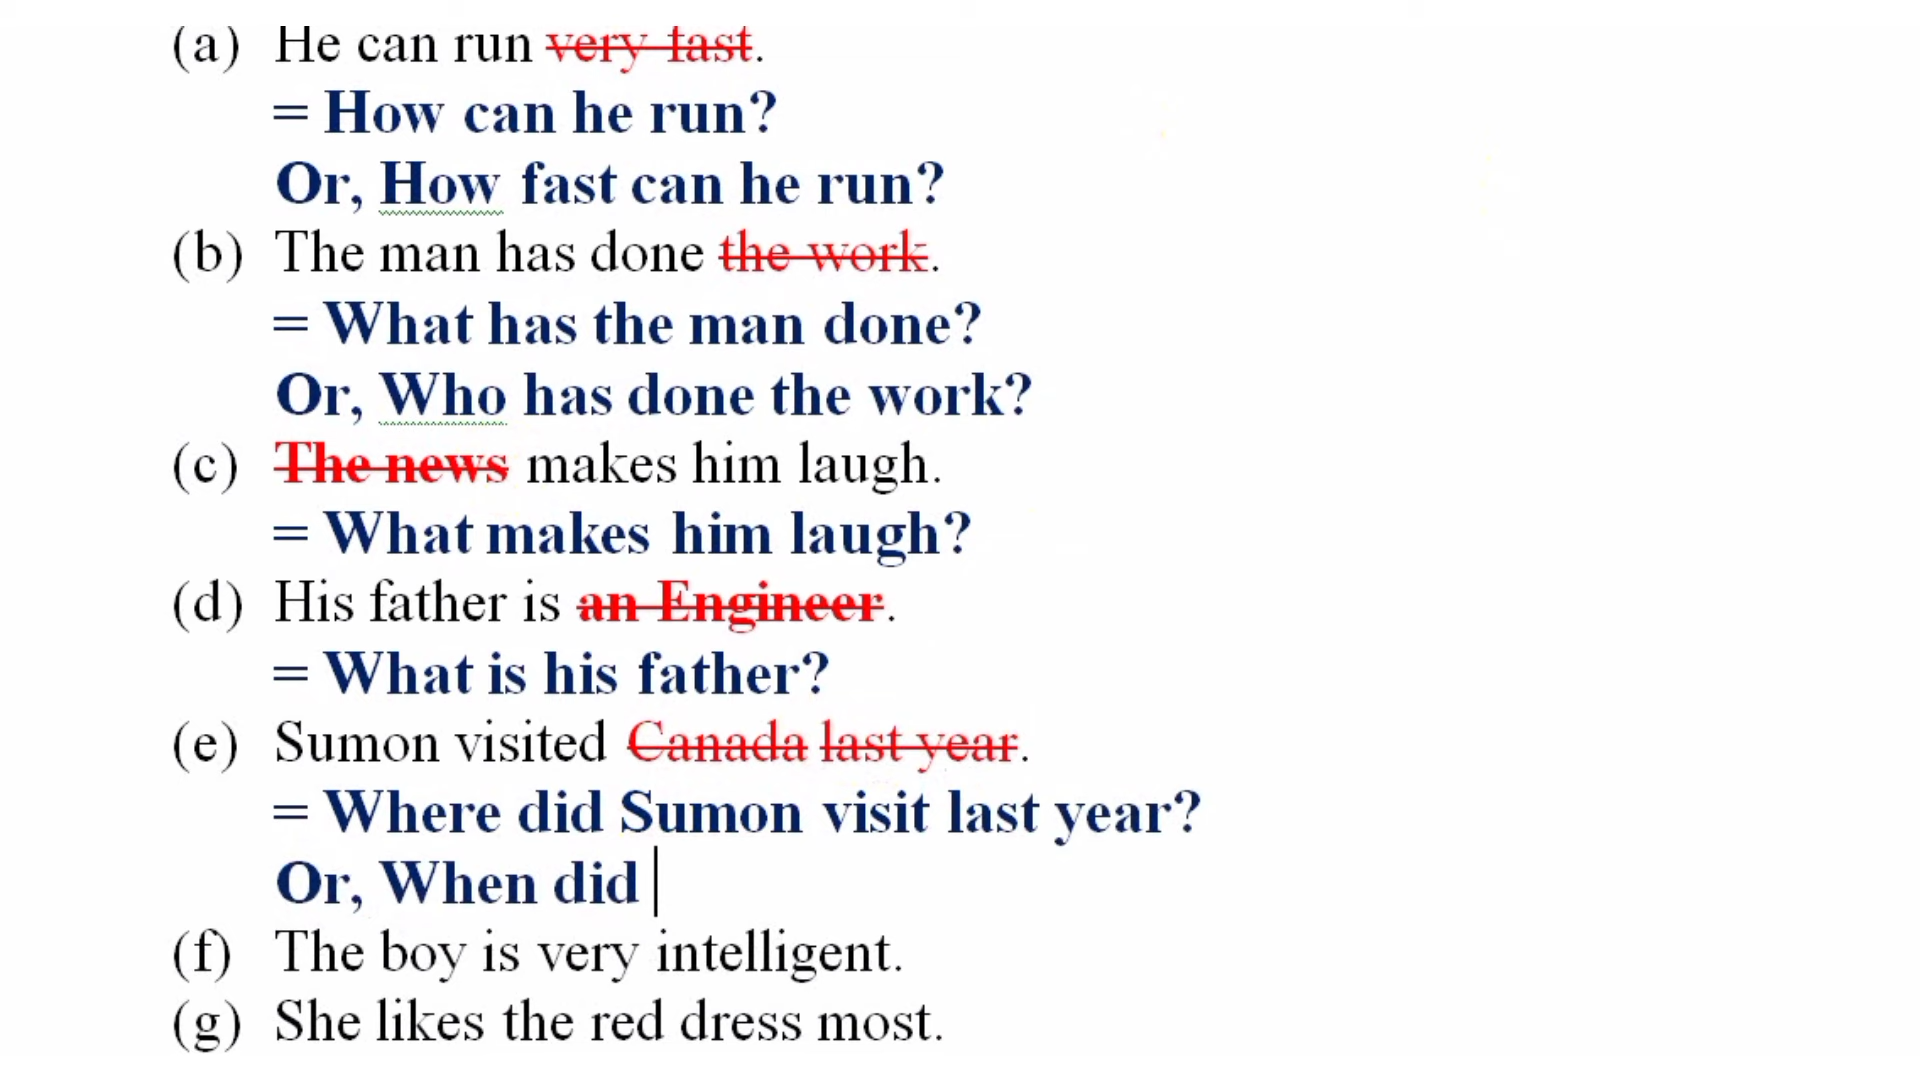 (a) He can run very fast.
= How can he run?
Or, How fast can he run?
(b) The man has done the work.
= What has the man done?
Or, Who has done the work?
(c) The news makes him laugh.
= What makes him laugh?
(d) His father is an Engineer.
= What is his father?
(e) Sumon visited Canada last year.
= Where did Sumon visit last year?
Or, When did
(f) The boy is very intelligent.
(g) She likes the red dress most.